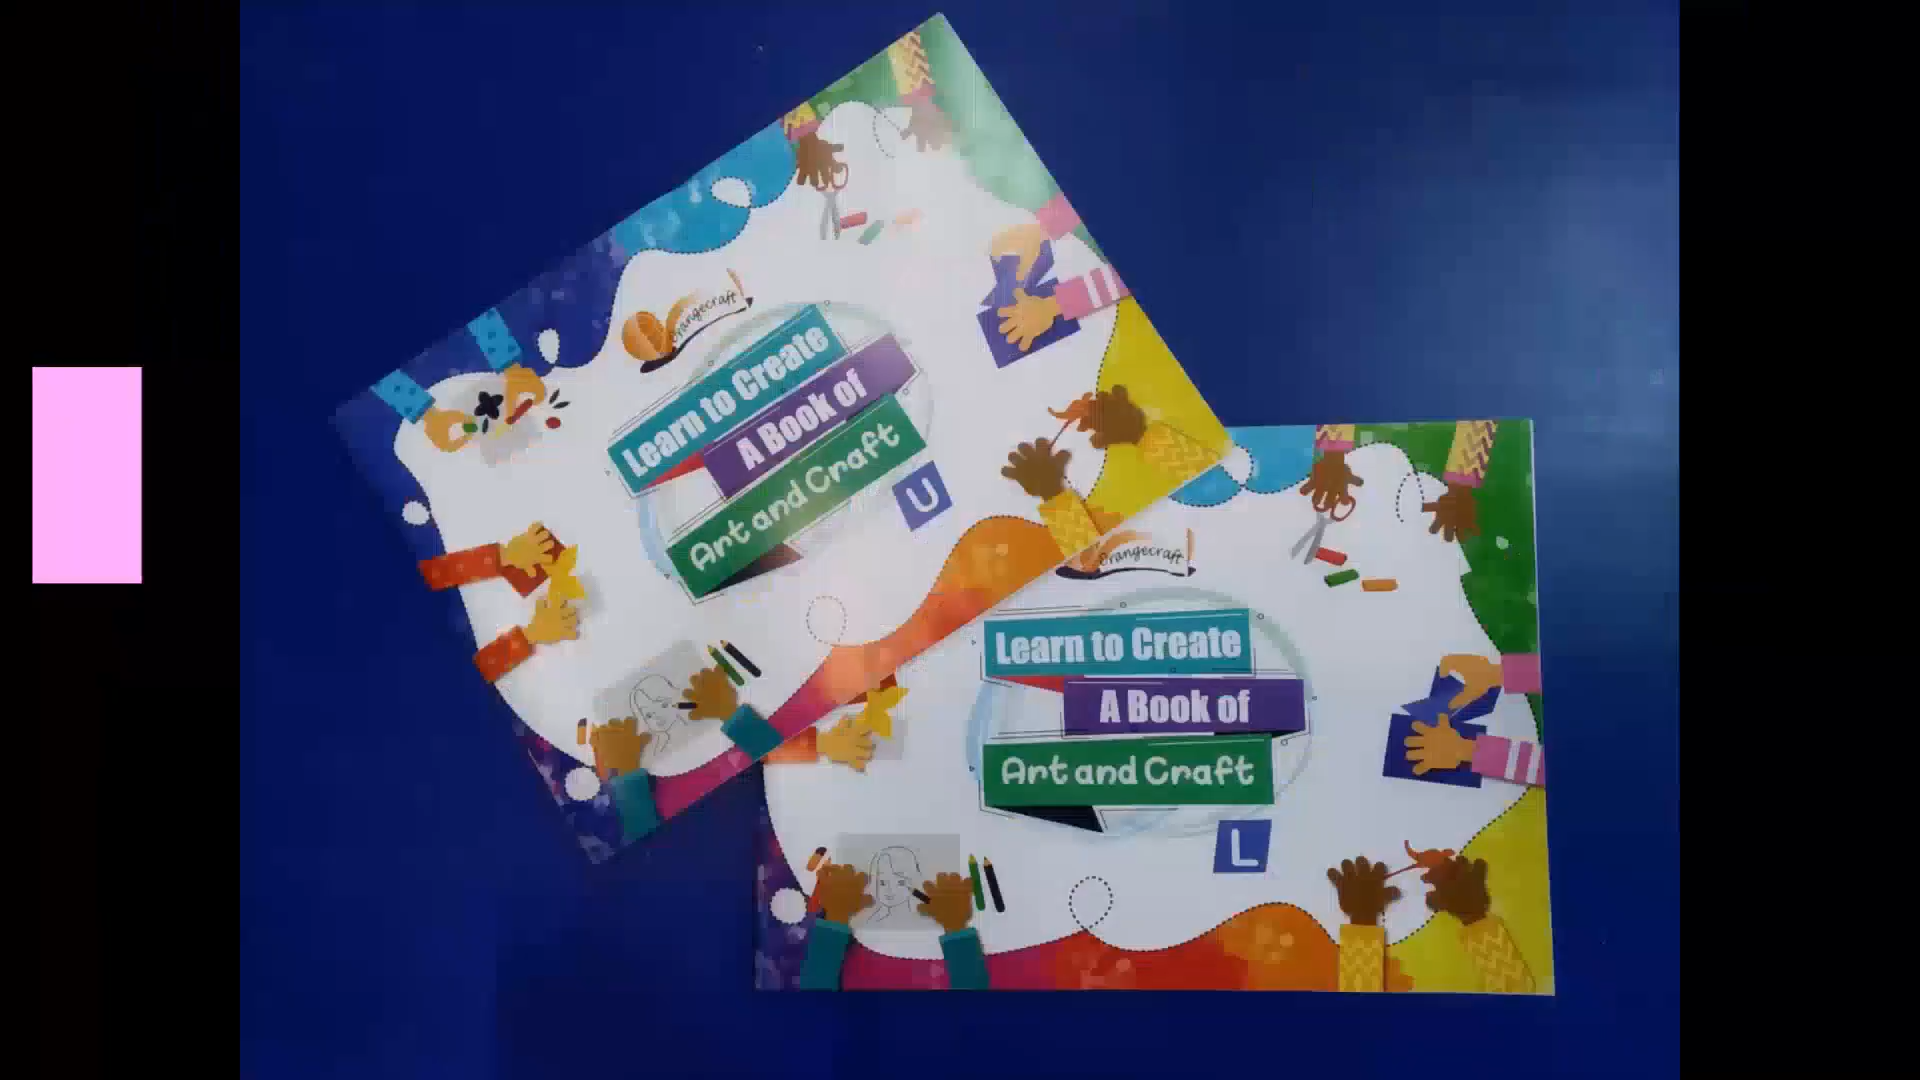 Orangecraft
Learn to Create
A Book of
Art and Craft
U
Orangecraft
Learn to Create
A Book of
Art and Craft
L